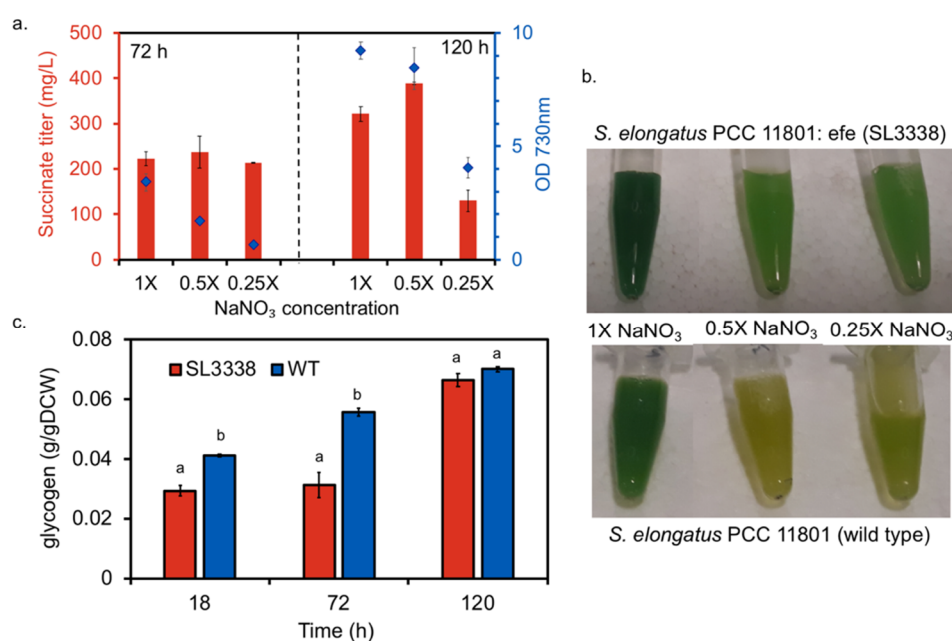 a.
500
400
300
200
100
0
Succinate titer (mg/L)
72 h
120 h
10
5
0
OD 730nm
1X 0.5X 0.25X 1X 0.5X 0.25X
NaNO₃ concentration
b.
S. elongatus PCC 11801: efe (SL3338)
1X NaNO₃ 0.5X NaNO₃ 0.25X NaNO₃
S. elongatus PCC 11801 (wild type)
c.
0.08
0.06
0.04
0.02
0
glycogen (g/gDCW)
SL3338 WT
a b a b a a
18 72 120
Time (h)